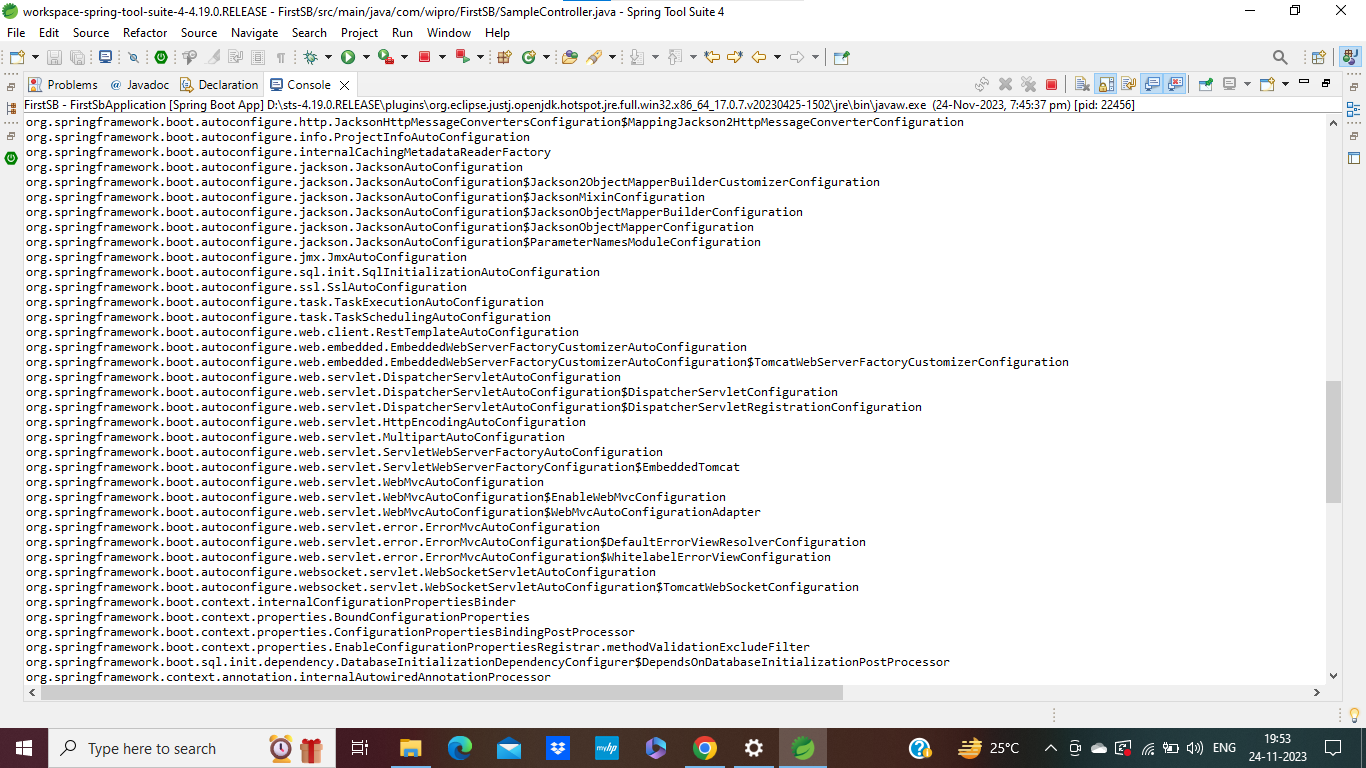 workspace-spring-tool-suite-4-4.19.0.RELEASE - FirstSB/src/main/java/com/wipro/FirstSB/SampleController.java - Spring Tool Suite 4
File Edit Source Refactor Source Navigate Search Project Run Window Help
Problems @ Javadoc Declaration Console
FirstSB - FirstSbApplication [Spring Boot App] D:\sts-4.19.0.RELEASE\plugins\org.eclipse.justj.openjdk.hotspot.jre.full.win32.x86_64_17.0.7.v20230425-1502\jre\bin\javaw.exe (24-Nov-2023, 7:45:37 pm) [pid: 22456]
org.springframework.boot.autoconfigure.http.JacksonHttpMessageConvertersConfiguration$MappingJackson2HttpMessageConverterConfiguration
org.springframework.boot.autoconfigure.info.ProjectInfoAutoConfiguration
org.springframework.boot.autoconfigure.internalCachingMetadataReaderFactory
org.springframework.boot.autoconfigure.jackson.JacksonAutoConfiguration
org.springframework.boot.autoconfigure.jackson.JacksonAutoConfiguration$Jackson2ObjectMapperBuilderCustomizerConfiguration
org.springframework.boot.autoconfigure.jackson.JacksonAutoConfiguration$JacksonMixinConfiguration
org.springframework.boot.autoconfigure.jackson.JacksonAutoConfiguration$JacksonObjectMapperBuilderConfiguration
org.springframework.boot.autoconfigure.jackson.JacksonAutoConfiguration$JacksonObjectMapperConfiguration
org.springframework.boot.autoconfigure.jackson.JacksonAutoConfiguration$ParameterNamesModuleConfiguration
org.springframework.boot.autoconfigure.jmx.JmxAutoConfiguration
org.springframework.boot.autoconfigure.sql.init.SqlInitializationAutoConfiguration
org.springframework.boot.autoconfigure.ssl.SslAutoConfiguration
org.springframework.boot.autoconfigure.task.TaskExecutionAutoConfiguration
org.springframework.boot.autoconfigure.task.TaskSchedulingAutoConfiguration
org.springframework.boot.autoconfigure.web.client.RestTemplateAutoConfiguration
org.springframework.boot.autoconfigure.web.embedded.EmbeddedWebServerFactoryCustomizerAutoConfiguration
org.springframework.boot.autoconfigure.web.embedded.EmbeddedWebServerFactoryCustomizerAutoConfiguration$TomcatWebServerFactoryCustomizerConfiguration
org.springframework.boot.autoconfigure.web.servlet.DispatcherServletAutoConfiguration
org.springframework.boot.autoconfigure.web.servlet.DispatcherServletAutoConfiguration$DispatcherServletConfiguration
org.springframework.boot.autoconfigure.web.servlet.DispatcherServletAutoConfiguration$DispatcherServletRegistrationConfiguration
org.springframework.boot.autoconfigure.web.servlet.HttpEncodingAutoConfiguration
org.springframework.boot.autoconfigure.web.servlet.MultipartAutoConfiguration
org.springframework.boot.autoconfigure.web.servlet.ServletWebServerFactoryAutoConfiguration
org.springframework.boot.autoconfigure.web.servlet.ServletWebServerFactoryConfiguration$EmbeddedTomcat
org.springframework.boot.autoconfigure.web.servlet.WebMvcAutoConfiguration
org.springframework.boot.autoconfigure.web.servlet.WebMvcAutoConfiguration$EnableWebMvcConfiguration
org.springframework.boot.autoconfigure.web.servlet.WebMvcAutoConfiguration$WebMvcAutoConfigurationAdapter
org.springframework.boot.autoconfigure.web.servlet.error.ErrorMvcAutoConfiguration
org.springframework.boot.autoconfigure.web.servlet.error.ErrorMvcAutoConfiguration$DefaultErrorViewResolverConfiguration
org.springframework.boot.autoconfigure.web.servlet.error.ErrorMvcAutoConfiguration$WhitelabelErrorViewConfiguration
org.springframework.boot.autoconfigure.websocket.servlet.WebSocketServletAutoConfiguration
org.springframework.boot.autoconfigure.websocket.servlet.WebSocketServletAutoConfiguration$TomcatWebSocketConfiguration
org.springframework.boot.context.internalConfigurationPropertiesBinder
org.springframework.boot.context.properties.BoundConfigurationProperties
org.springframework.boot.context.properties.ConfigurationPropertiesBindingPostProcessor
org.springframework.boot.context.properties.EnableConfigurationPropertiesRegistrar.methodValidationExcludeFilter
org.springframework.boot.sql.init.dependency.DatabaseInitializationDependencyConfigurer$DependsOnDatabaseInitializationPostProcessor
org.springframework.context.annotation.internalAutowiredAnnotationProcessor
Type here to search
myhp
25°C
ENG
19:53
24-11-2023